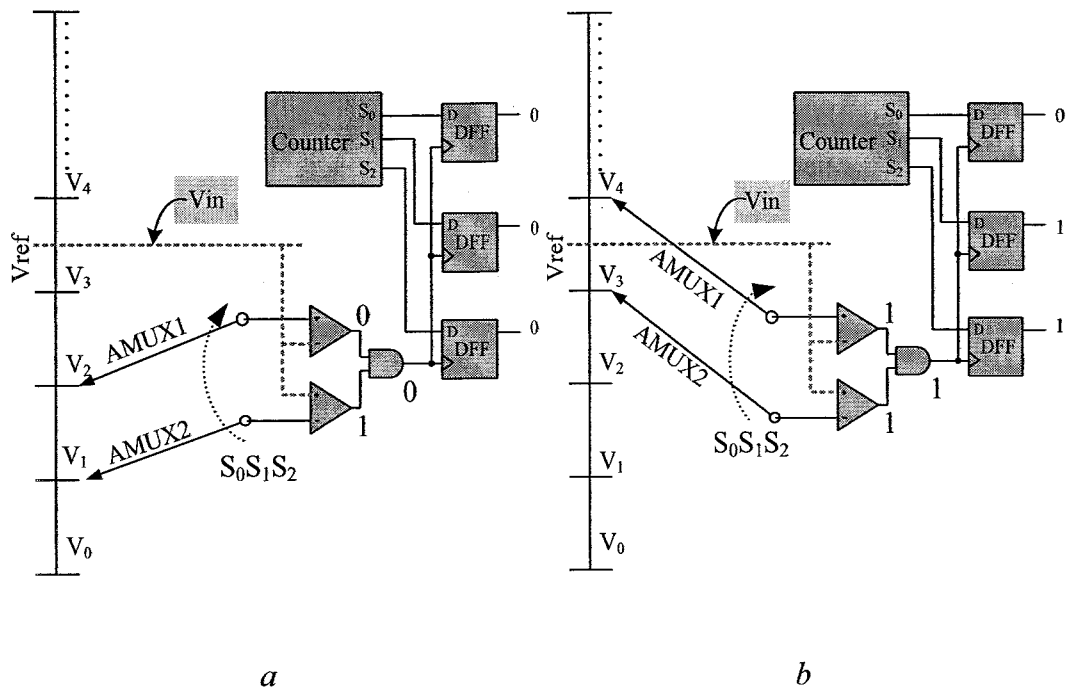 V4
Vref
V3
V2
V1
V0
Vin
Counter
S0
S1
S2
D
DFF
0
D
DFF
0
D
DFF
0
AMUX1
AMUX2
+
-
0
+
-
1
0
S0S1S2
a
V4
Vref
V3
V2
V1
V0
Vin
Counter
S0
S1
S2
D
DFF
0
D
DFF
1
D
DFF
1
AMUX1
AMUX2
+
-
1
+
-
1
1
S0S1S2
b